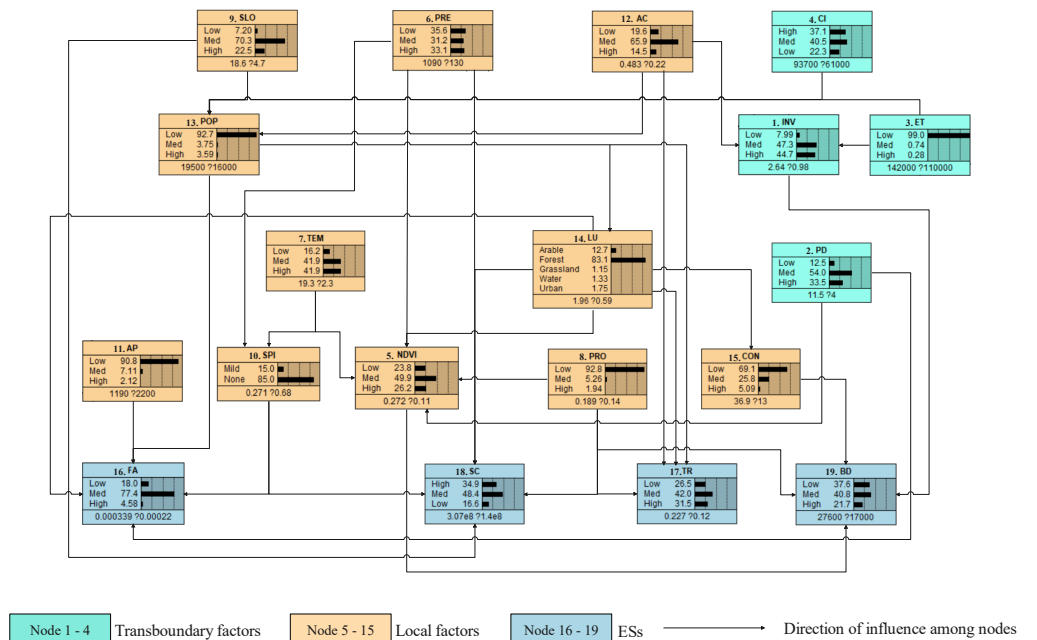 9. SLO
Low 7.20
Med 70.3
High 22.5
18.6 ?4.7
6. PRE
Low 35.6
Med 31.2
High 33.1
1090 ?130
12. AC
Low 19.6
Med 65.9
High 14.5
0.483 ?0.22
4. CI
High 37.1
Med 40.5
Low 22.3
93700 ?61000
13. POP
Low 92.7
Med 3.75
High 3.59
19500 ?16000
1. INV
Low 7.99
Med 47.3
High 44.7
2.64 ?0.98
3. ET
Low 99.0
Med 0.74
High 0.28
142000 ?110000
7. TEM
Low 16.2
Med 41.9
High 41.9
19.3 ?2.3
14. LU
Arable 12.7
Forest 83.1
Grassland 1.15
Water 1.33
Urban 1.75
1.96 ?0.59
2. PD
Low 12.5
Med 54.0
High 33.5
11.5 ?4
11. AP
Low 90.8
Med 7.11
High 2.12
1190 ?2200
10. SPI
Mild 15.0
None 85.0
0.271 ?0.68
5. NDVI
Low 23.8
Med 49.9
High 26.2
0.272 ?0.11
8. PRO
Low 92.8
Med 5.26
High 1.94
0.189 ?0.14
15. CON
Low 69.1
Med 25.8
High 5.09
36.9 ?13
16. FA
Low 18.0
Med 77.4
High 4.58
0.000339 ?0.00022
18. SC
High 34.9
Med 48.4
Low 16.6
3.07e8 ?1.4e8
17. TR
Low 26.5
Med 42.0
High 31.5
0.227 ?0.12
19. BD
Low 37.6
Med 40.8
High 21.7
27600 ?17000
Node 1 - 4 Transboundary factors Node 5 - 15 Local factors Node 16 - 19 ESs Direction of influence among nodes